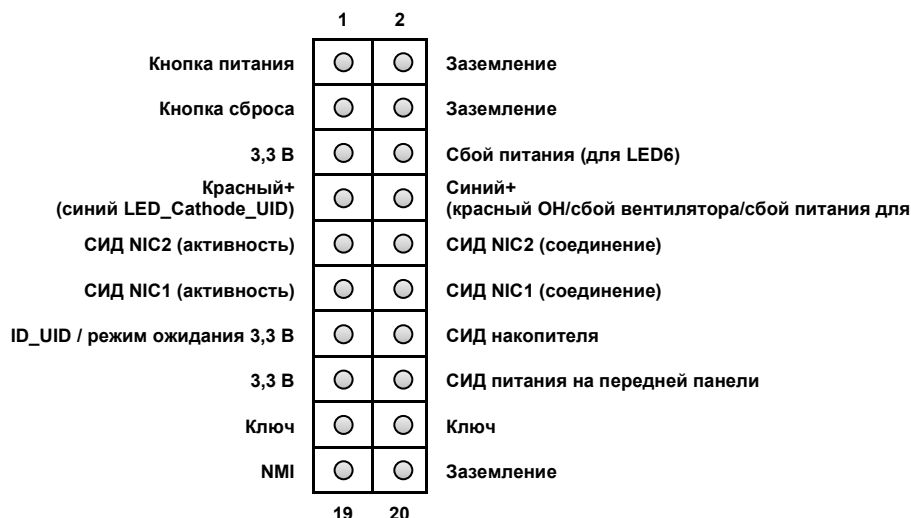 1 2
Кнопка питания Заземление
Кнопка сброса Заземление
3,3 В Сбой питания (для LED6)
Красный+ Синий+
(синий LED_Cathode_UID) (красный OH/сбой вентилятора/сбой питания для
СИД NIC2 (активность) СИД NIC2 (соединение)
СИД NIC1 (активность) СИД NIC1 (соединение)
ID_UID / режим ожидания 3,3 В СИД накопителя
3,3 В СИД питания на передней панели
Ключ Ключ
NMI Заземление
19 20